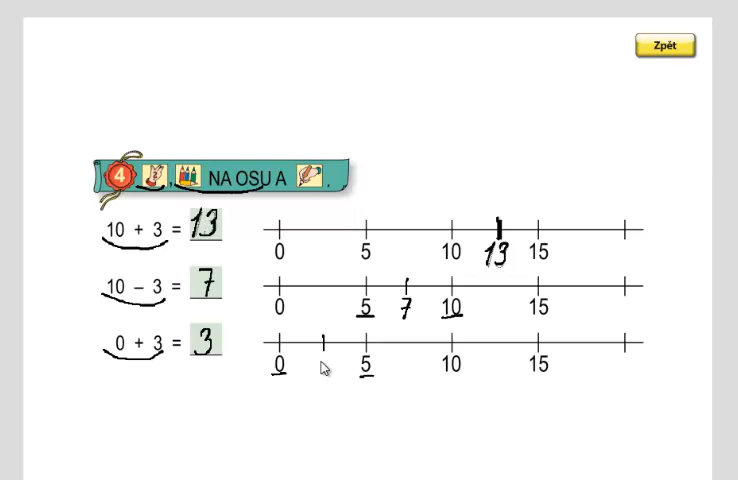 Zpět
4 , NA OSU A .
10 + 3 = 13
0 5 10 13 15
10 – 3 = 7
0 5 7 10 15
0 + 3 = 3
0 5 10 15